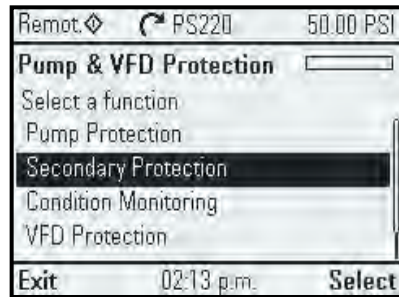 Remot. PS220 50.00 PSI
Pump & VFD Protection
Select a function
Pump Protection
Secondary Protection
Condition Monitoring
VFD Protection
Exit 02:13 p.m. Select